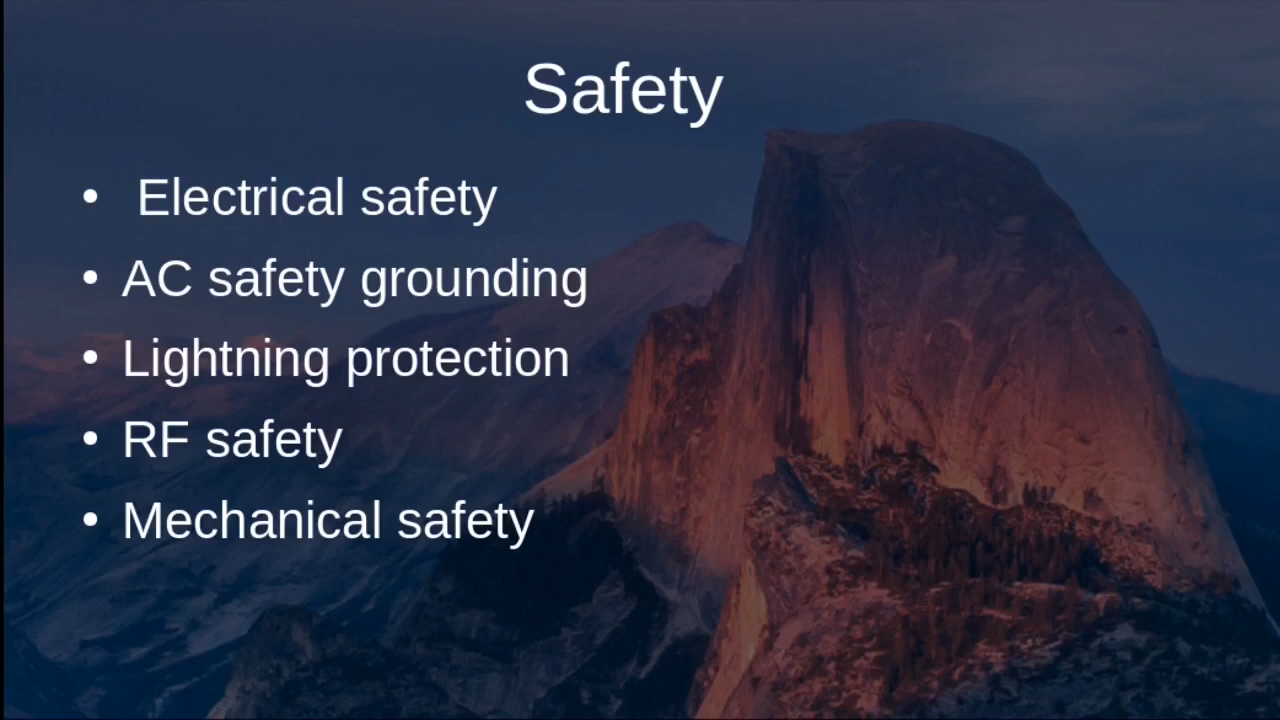 Safety
• Electrical safety
• AC safety grounding
• Lightning protection
• RF safety
• Mechanical safety